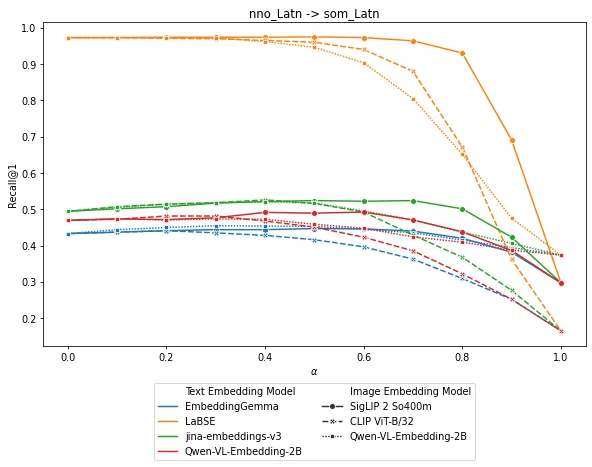 nno_Latn -> som_Latn
1.0
0.9
0.8
0.7
0.6
0.5
0.4
0.3
0.2
Recall@1
0.0 0.2 0.4 0.6 0.8 1.0
α
Text Embedding Model Image Embedding Model
EmbeddingGemma SigLIP 2 So400m
LaBSE CLIP ViT-B/32
jina-embeddings-v3 Qwen-VL-Embedding-2B
Qwen-VL-Embedding-2B